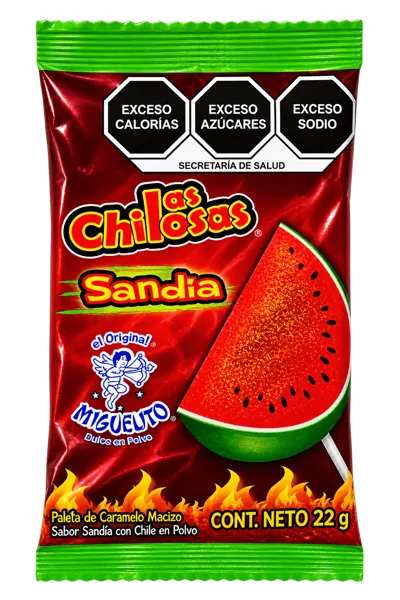 EXCESO
CALORÍAS
EXCESO
AZÚCARES
EXCESO
SODIO
SECRETARÍA DE SALUD
Las
Chilosas®
Sandía
el Original®
MIGUELITO®
Dulce en Polvo
Paleta de Caramelo Macizo
Sabor Sandía con Chile en Polvo
CONT. NETO 22 g